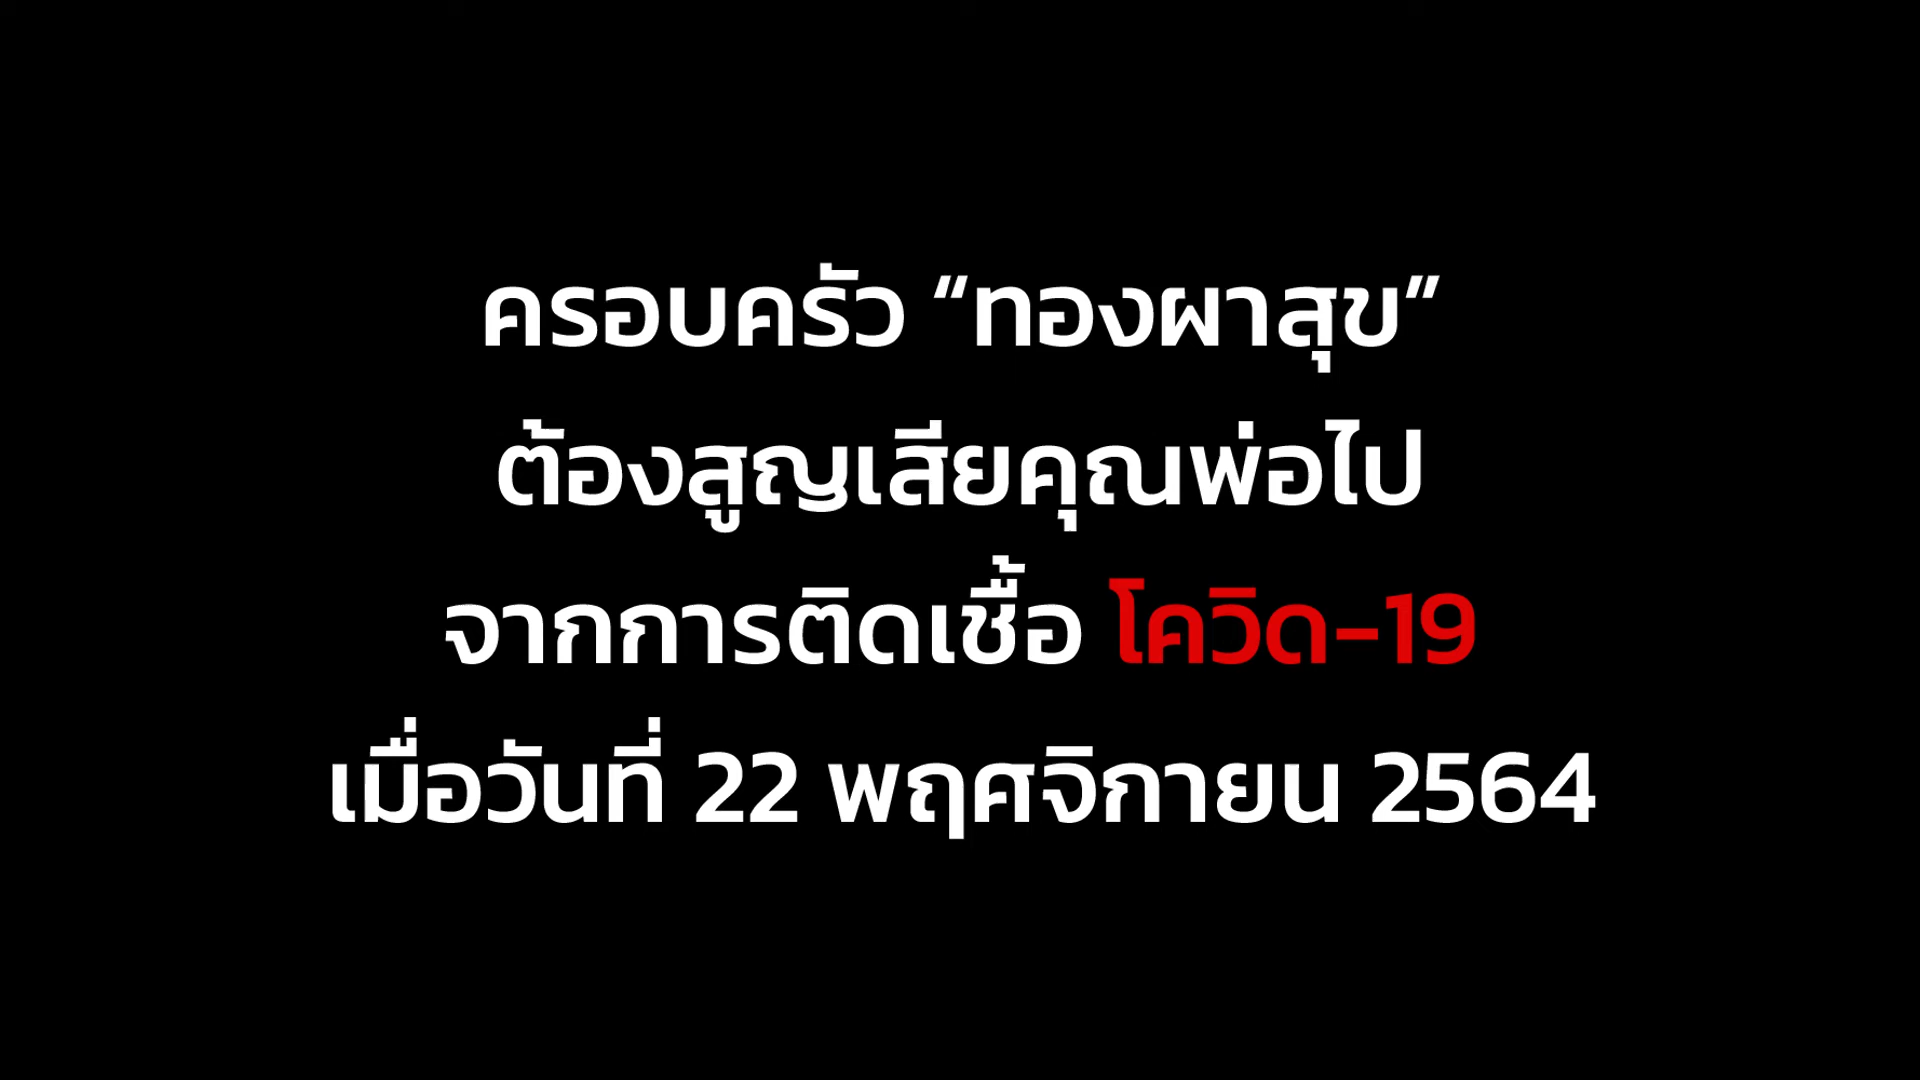 ครอบครัว “ทองผาสุข”
ต้องสูญเสียคุณพ่อไป
จากการติดเชื้อ โควิด-19
เมื่อวันที่ 22 พฤศจิกายน 2564